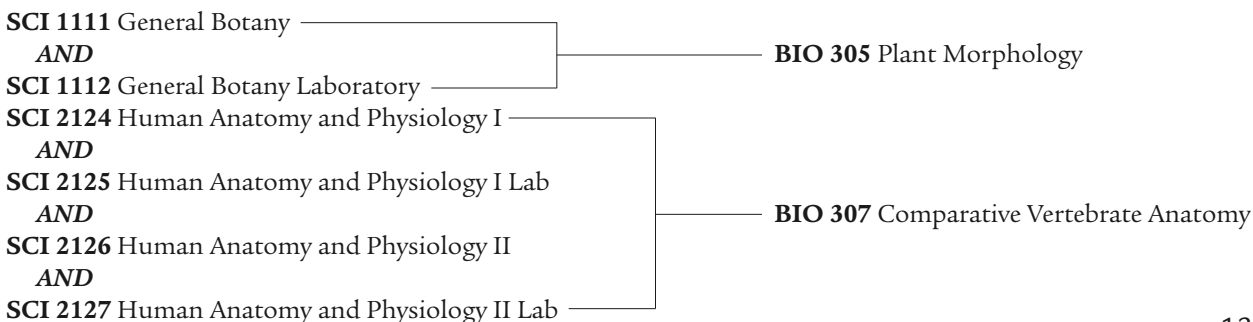 SCI 1111 General Botany
AND
BIO 305 Plant Morphology
SCI 1112 General Botany Laboratory
SCI 2124 Human Anatomy and Physiology I
AND
SCI 2125 Human Anatomy and Physiology I Lab
AND
BIO 307 Comparative Vertebrate Anatomy
SCI 2126 Human Anatomy and Physiology II
AND
SCI 2127 Human Anatomy and Physiology II Lab